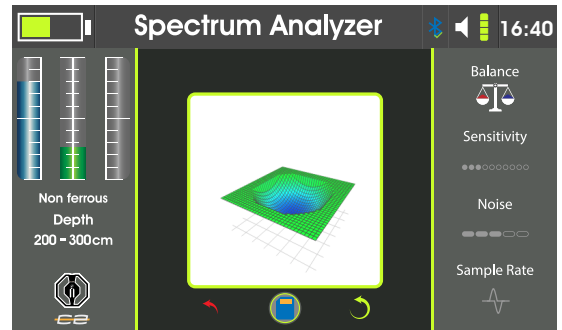 Spectrum Analyzer
16:40
Non ferrous
Depth
200 - 300cm
Balance
Sensitivity
Noise
Sample Rate